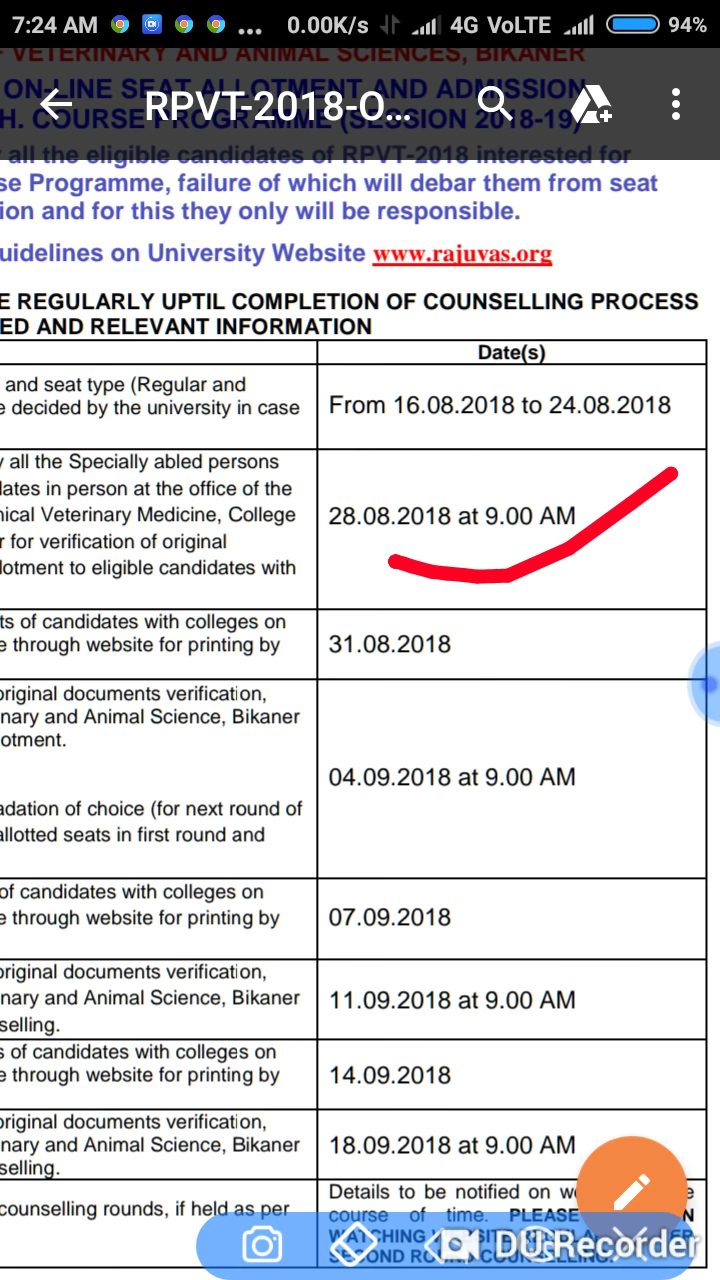 7:24 AM ... 0.00K/s 4G VoLTE 94%
VETERINARY AND ANIMAL SCIENCES, BIKANER
ON-LINE SEAT ALLOTMENT AND ADMISSION
RPVT-2018-O...
H. COURSE PROGRAMME (SESSION 2018-19)
all the eligible candidates of RPVT-2018 interested for
se Programme, failure of which will debar them from seat
ion and for this they only will be responsible.
uidelines on University Website www.rajuvas.org
E REGULARLY UPTIL COMPLETION OF COUNSELLING PROCESS
ED AND RELEVANT INFORMATION
Date(s)
and seat type (Regular and
e decided by the university in case
From 16.08.2018 to 24.08.2018
y all the Specially abled persons
lates in person at the office of the
nical Veterinary Medicine, College
r for verification of original
lotment to eligible candidates with
28.08.2018 at 9.00 AM
ts of candidates with colleges on
e through website for printing by
31.08.2018
original documents verification,
nary and Animal Science, Bikaner
otment.
adation of choice (for next round of
allotted seats in first round and
04.09.2018 at 9.00 AM
of candidates with colleges on
e through website for printing by
07.09.2018
original documents verification,
nary and Animal Science, Bikaner
selling.
11.09.2018 at 9.00 AM
s of candidates with colleges on
e through website for printing by
14.09.2018
original documents verification,
nary and Animal Science, Bikaner
selling.
18.09.2018 at 9.00 AM
counselling rounds, if held as per
Details to be notified on
course of time. PLEASE
WATCHING
SECOND ROUND COUNSELLING.
DU Recorder